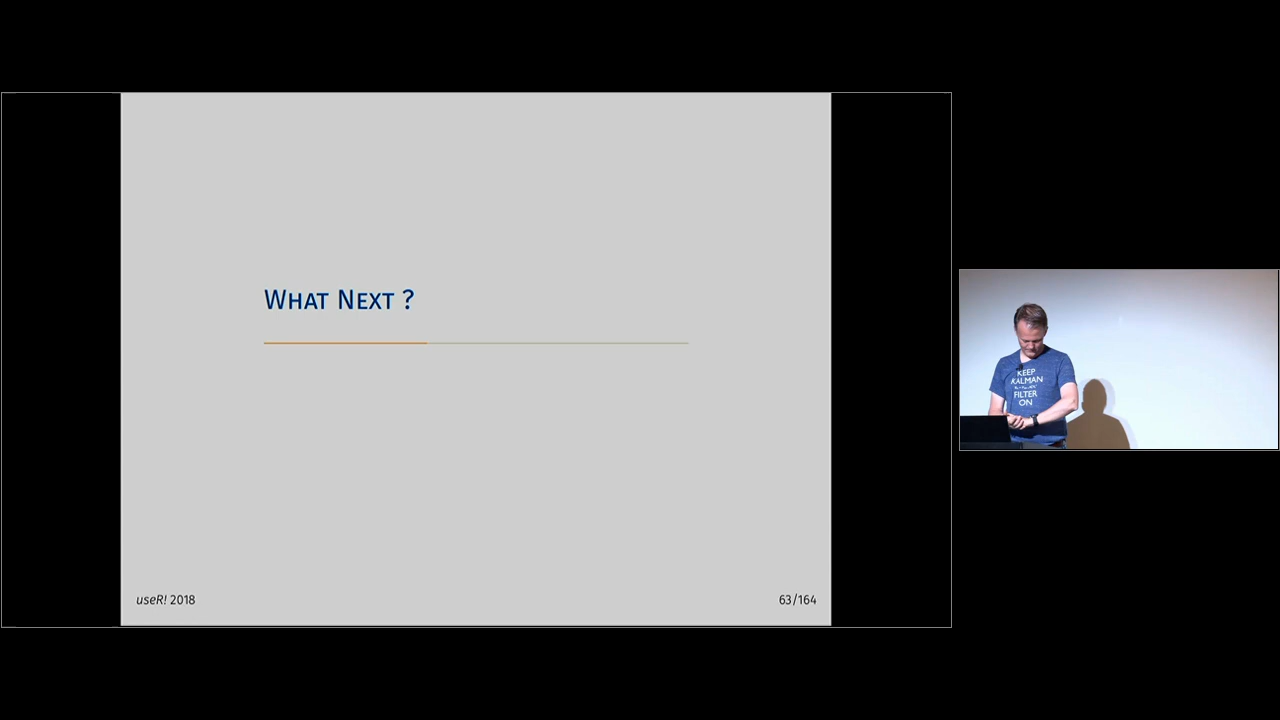 What Next ?
useR! 2018
63/164
KEEP
KALMAN
FILTER
ON